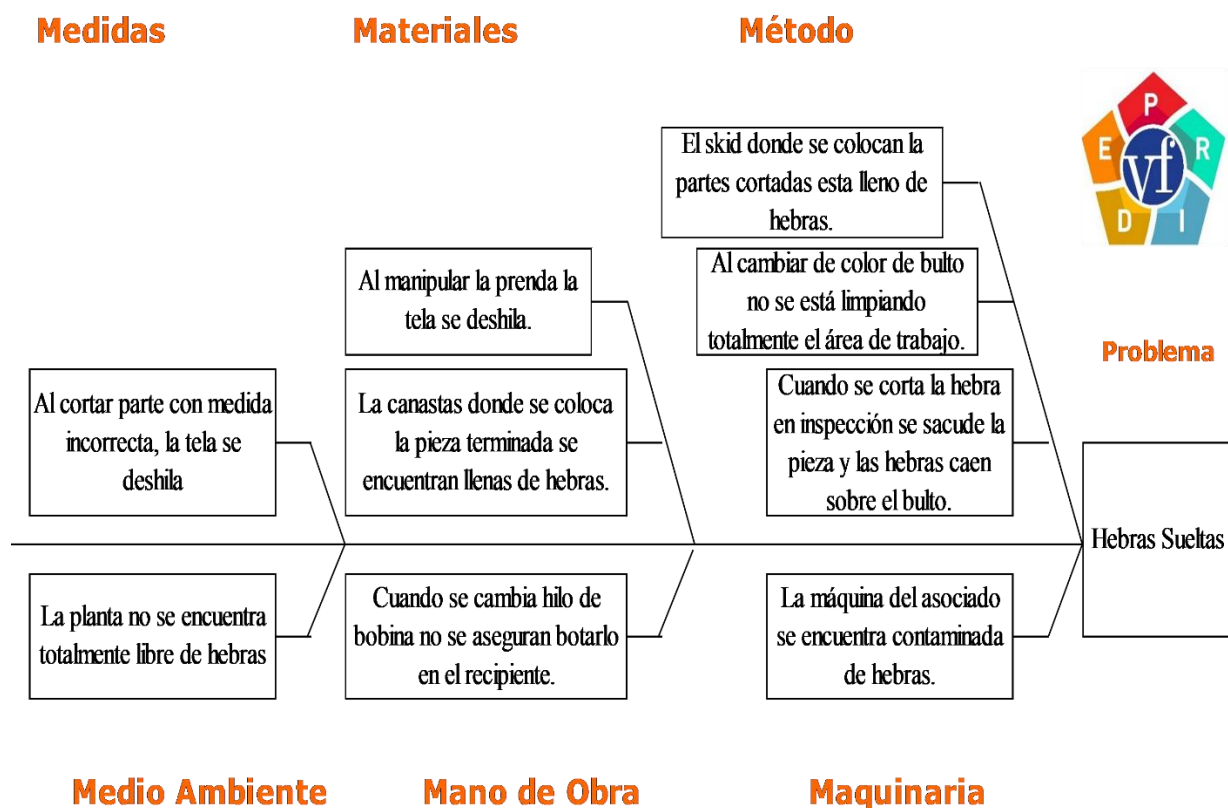 Medidas
Materiales
Método
P
E
R
vf
D
I
El skid donde se colocan la
partes cortadas esta lleno de
hebras.
Al manipular la prenda la
tela se deshila.
Al cambiar de color de bulto
no se está limpiando
totalmente el área de trabajo.
Problema
Al cortar parte con medida
incorrecta, la tela se
deshila
La canastas donde se coloca
la pieza terminada se
encuentran llenas de hebras.
Cuando se corta la hebra
en inspección se sacude la
pieza y las hebras caen
sobre el bulto.
Hebras Sueltas
La planta no se encuentra
totalmente libre de hebras
Cuando se cambia hilo de
bobina no se aseguran botarlo
en el recipiente.
La máquina del asociado
se encuentra contaminada
de hebras.
Medio Ambiente
Mano de Obra
Maquinaria